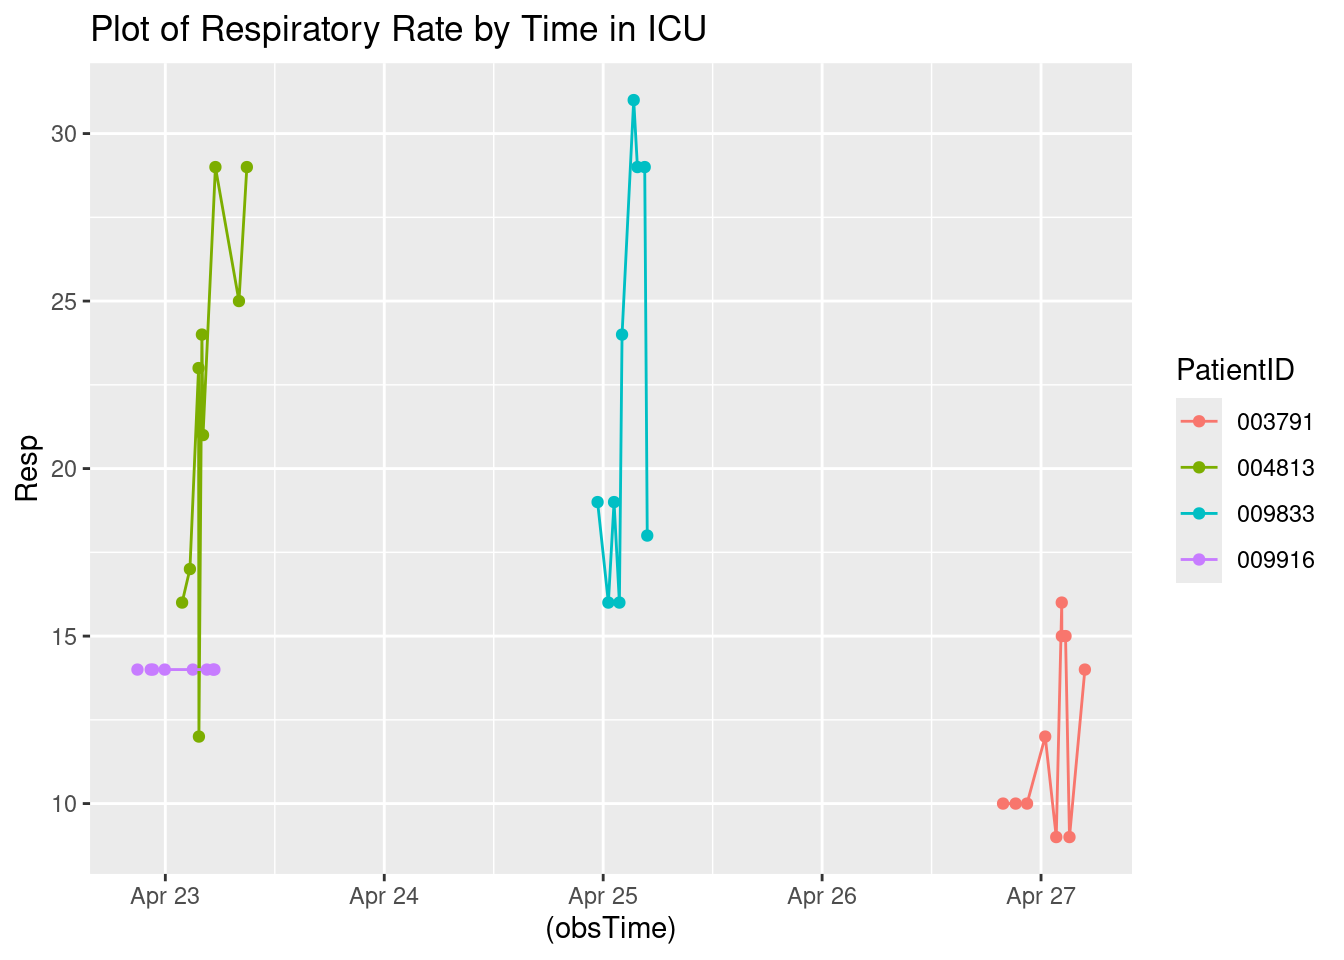 Plot of Respiratory Rate by Time in ICU
30
25
20
15
10
Resp
Apr 23
Apr 24
Apr 25
Apr 26
Apr 27
(obsTime)
PatientID
003791
004813
009833
009916